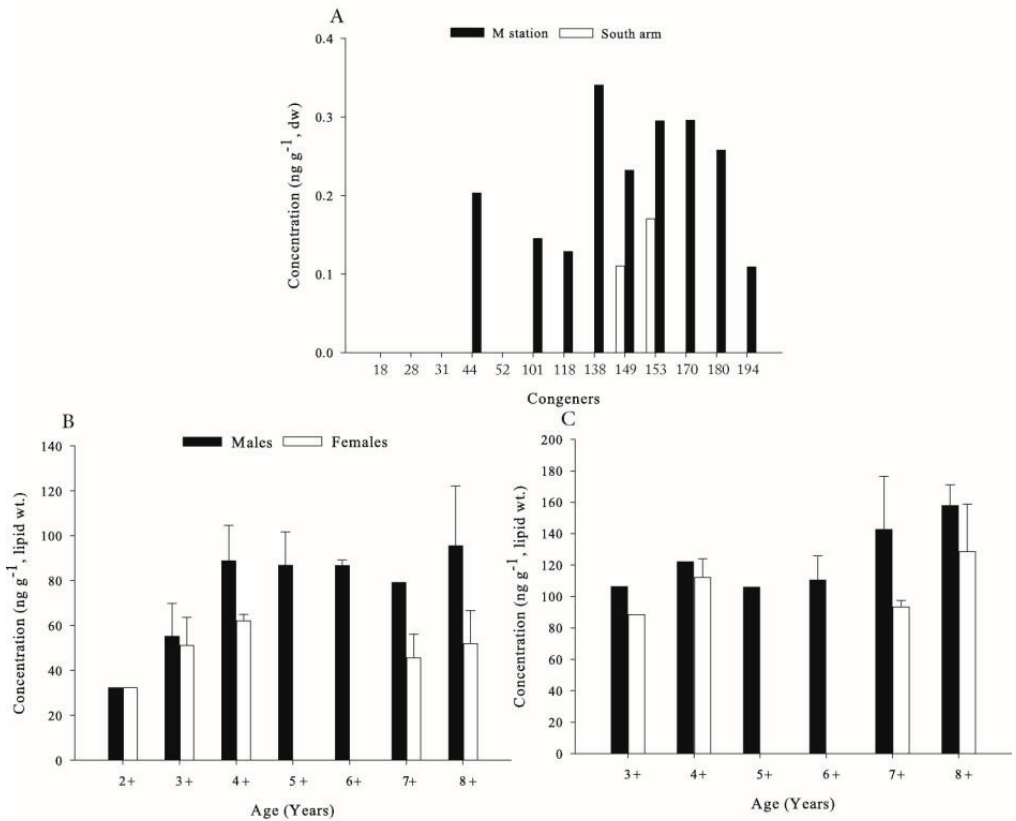 A
M station South arm
Concentration (ng g-1, dw)
0.4
0.3
0.2
0.1
0.0
18 28 31 44 52 101 118 138 149 153 170 180 194
Congeners
B
Males Females
Concentration (ng g-1, lipid wt.)
140
120
100
80
60
40
20
0
2+ 3+ 4+ 5+ 6+ 7+ 8+
Age (Years)
C
Concentration (ng g-1, lipid wt.)
200
180
160
140
120
100
80
60
40
20
0
3+ 4+ 5+ 6+ 7+ 8+
Age (Years)